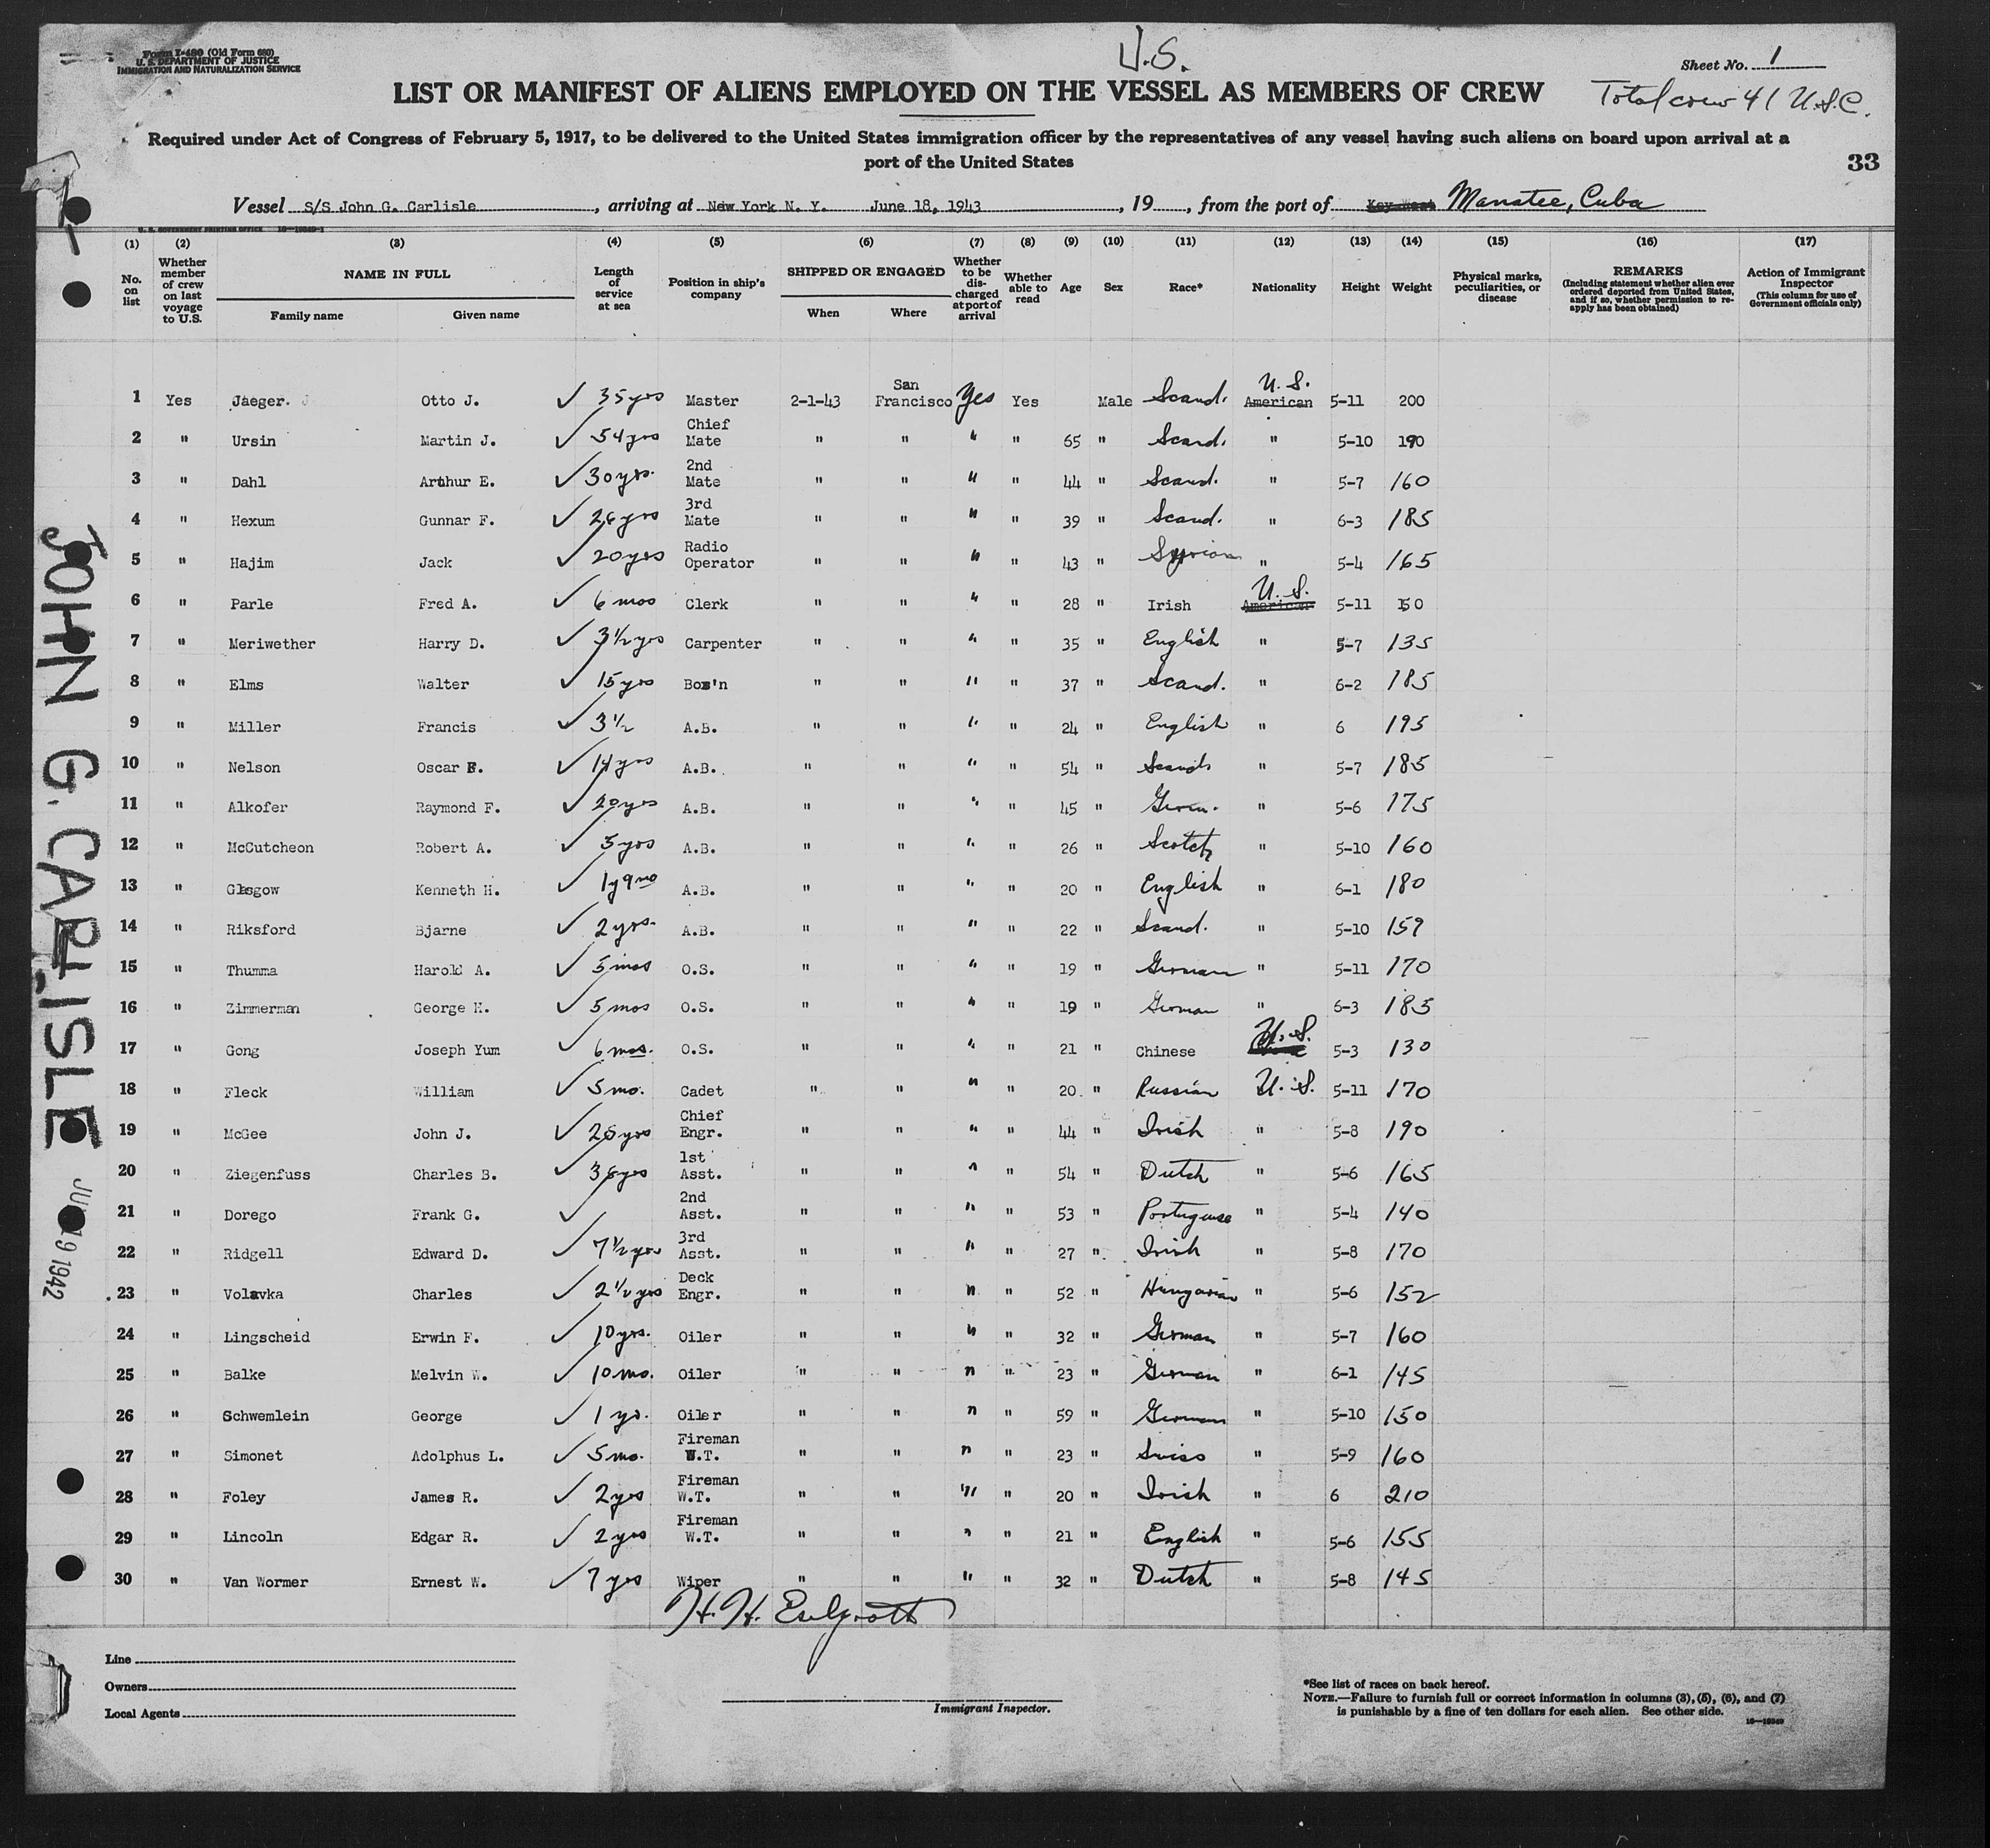 Form I-480 (Old Form 680)
U. S. DEPARTMENT OF JUSTICE
IMMIGRATION AND NATURALIZATION SERVICE
U.S.
Sheet No. 1
LIST OR MANIFEST OF ALIENS EMPLOYED ON THE VESSEL AS MEMBERS OF CREW
Total crew 41 U.S.C.
Required under Act of Congress of February 5, 1917, to be delivered to the United States immigration officer by the representatives of any vessel having such aliens on board upon arrival at a
port of the United States
33
Vessel S/S John G. Carlisle, arriving at New York N. Y. June 18, 1943, 19, from the port of Key West Manatee, Cuba
U. S. GOVERNMENT PRINTING OFFICE
(1) (2) (3) (4) (5) (6) (7) (8) (9) (10) (11) (12) (13) (14) (15) (16) (17)
No. on list
Whether member of crew on last voyage to U.S.
NAME IN FULL
Family name Given name
Length of service at sea
Position in ship's company
SHIPPED OR ENGAGED
When Where
Whether to be discharged at port of arrival
Whether able to read
Age
Sex
Race*
Nationality
Height
Weight
Physical marks, peculiarities, or disease
REMARKS
(Including statement whether alien ever ordered deported from United States, and if so, whether permission to reapply has been obtained)
Action of Immigrant Inspector
(This column for use of Government officials only)
1 Yes Jaeger. J Otto J. ✓ 35 yrs Master 2-1-43 San Francisco Yes Yes Male Scand. American U.S. 5-11 200
2 " Ursin Martin J. ✓ 54 yrs Chief Mate " " " " 65 " Scand. " 5-10 190
3 " Dahl Arthur E. ✓ 30 yrs. 2nd Mate " " " " 44 " Scand. " 5-7 160
4 " Hexum Gunnar F. ✓ yrs 3rd Mate " " " " 39 " Scand. " 6-3 185
5 " Hajim Jack ✓ 20 yrs Radio Operator " " " " 43 " Syrian " 5-4 165
6 " Parle Fred A. ✓ 6 mos Clerk " " " " 28 " Irish American U.S. 5-11 150
7 " Meriwether Harry D. ✓ 3 1/2 yrs Carpenter " " " " 35 " English " 5-7 135
8 " Elms Walter ✓ 15 yrs Bos'n " " " " 37 " Scand. " 6-2 185
9 " Miller Francis ✓ 3 1/2 A.B. " " " " 24 " English " 6 195
10 " Nelson Oscar E. ✓ 14 yrs A.B. " " " " 54 " Scand. " 5-7 185
11 " Alkofer Raymond F. ✓ 20 yrs A.B. " " " " 45 " Germ. " 5-6 175
12 " McCutcheon Robert A. ✓ yrs A.B. " " " " 26 " Scotch " 5-10 160
13 " Glasgow Kenneth H. ✓ 1 y 9 mo A.B. " " " " 20 " English " 6-1 180
14 " Riksford Bjarne ✓ 2 yrs. A.B. " " " " 22 " Scand. " 5-10 159
15 " Thumma Harold A. ✓ 5 mos O.S. " " " " 19 " German " 5-11 170
16 " Zimmerman George H. ✓ 5 mos O.S. " " " " 19 " German " 6-3 185
17 " Gong Joseph Yum ✓ 6 mos. O.S. " " " " 21 " Chinese U.S. 5-3 130
18 " Fleck William ✓ 5 mo. Cadet " " " " 20 " Russian U.S. 5-11 170
19 " McGee John J. ✓ yrs Chief Engr. " " " " 44 " Irish " 5-8 190
20 " Ziegenfuss Charles B. ✓ yrs 1st Asst. " " " " 54 " Dutch " 5-6 165
21 " Dorego Frank G. ✓ 2nd Asst. " " " " 53 " Portuguese " 5-4 140
22 " Ridgell Edward D. ✓ 7 1/2 yrs 3rd Asst. " " " " 27 " Irish " 5-8 170
23 " Volavka Charles ✓ 2 1/2 yrs Deck Engr. " " " " 52 " Hungarian " 5-6 152
24 " Lingscheid Erwin F. ✓ 10 yrs. Oiler " " " " 32 " German " 5-7 160
25 " Balke Melvin W. ✓ 10 mo. Oiler " " " " 23 " German " 6-1 145
26 " Schwemlein George ✓ 1 yr. Oiler " " " " 59 " German " 5-10 150
27 " Simonet Adolphus L. ✓ 5 mo. Fireman W.T. " " " " 23 " Swiss " 5-9 160
28 " Foley James R. ✓ 2 yrs Fireman W.T. " " " " 20 " Irish " 6 210
29 " Lincoln Edgar R. ✓ 2 yrs Fireman W.T. " " " " 21 " English " 5-6 155
30 " Van Wormer Ernest W. ✓ 7 yrs Wiper " " " " 32 " Dutch " 5-8 145
H. H.
Line
Owners
Local Agents
Immigrant Inspector.
*See list of races on back hereof.
NOTE.—Failure to furnish full or correct information in columns (3), (5), (6), and (7)
is punishable by a fine of ten dollars for each alien. See other side.
JOHN G. CARLISLE
19 1942